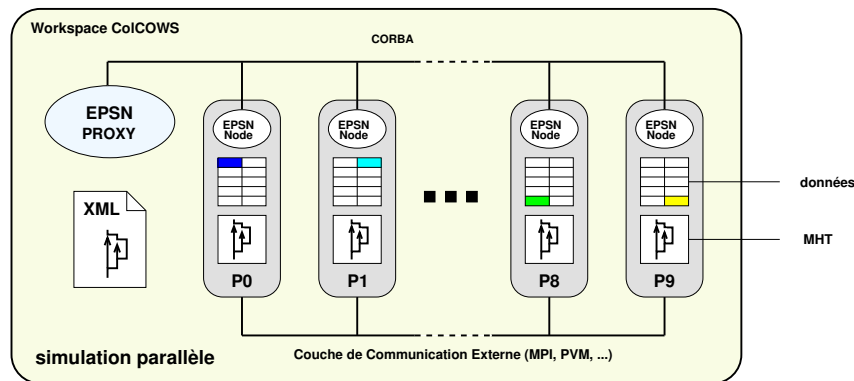 Workspace ColCOWS
CORBA
EPSN
PROXY
EPSN
Node
EPSN
Node
EPSN
Node
EPSN
Node
XML
données
MHT
P0
P1
P8
P9
simulation parallèle
Couche de Communication Externe (MPI, PVM, ...)